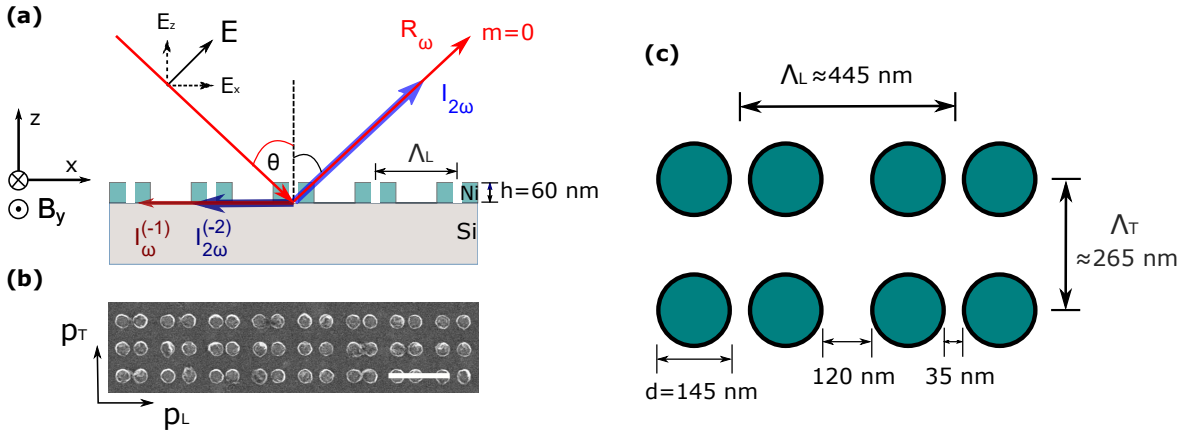 (a)
E_z
E
E_x
R_ω
m=0
I_2ω
z
x
B_y
θ
Λ_L
Ni
h=60 nm
I_ω^(-1)
I_2ω^(-2)
Si
(b)
p_T
p_L
(c)
Λ_L ≈445 nm
Λ_T
≈265 nm
d=145 nm
120 nm
35 nm